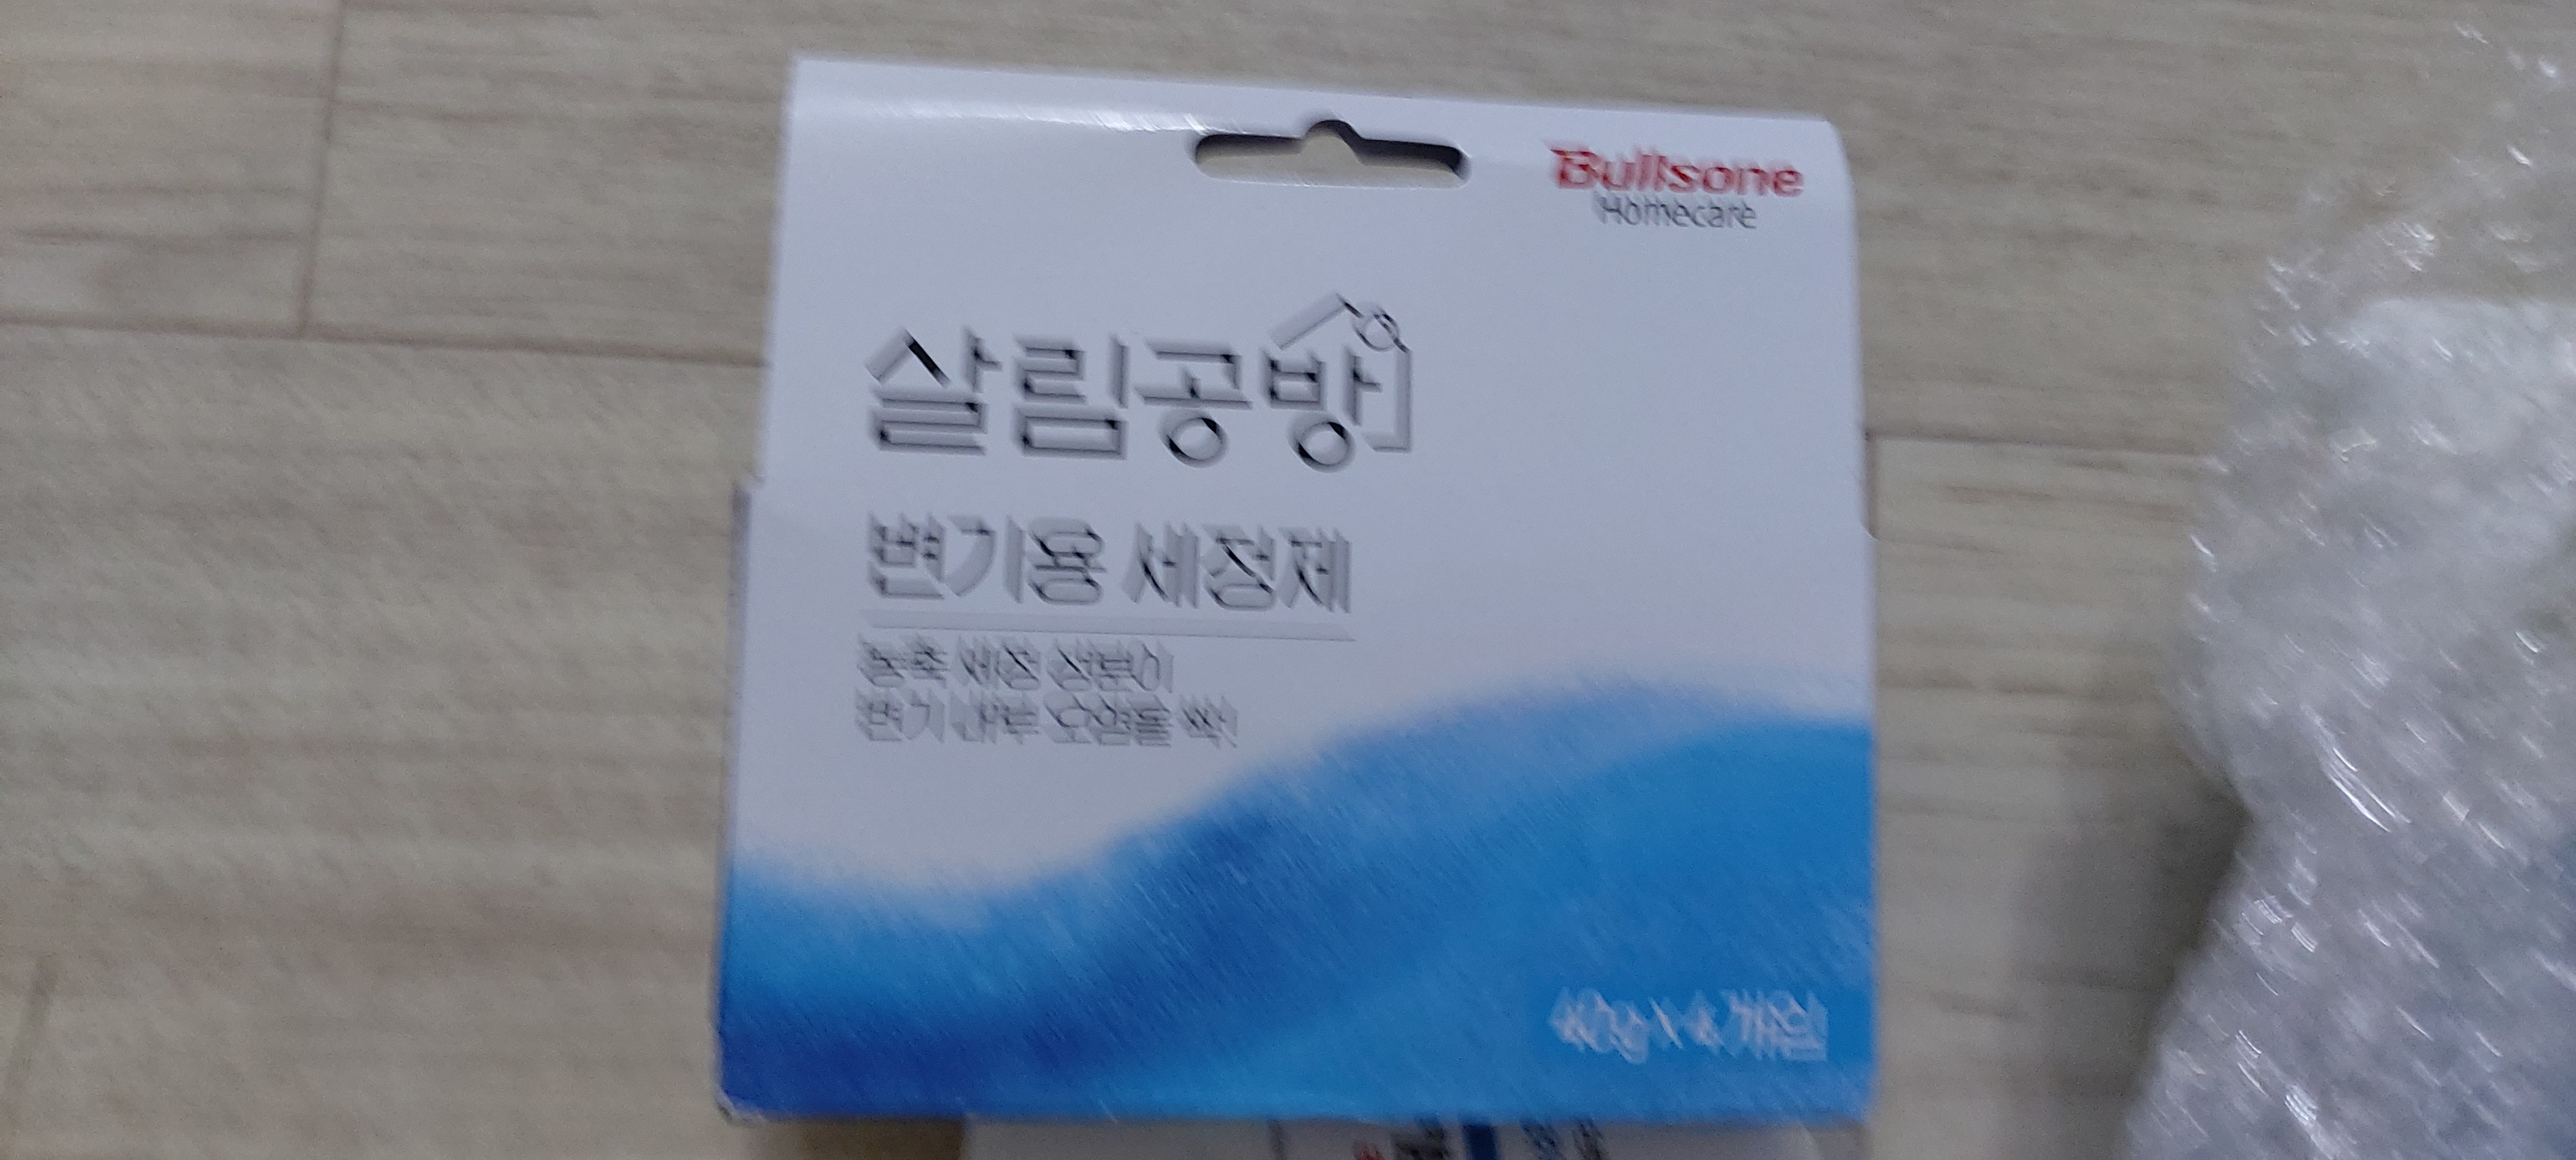 Bullsone
Homecare
살림공방
변기용 세정제
농축 세정 성분이
변기 내부 오염을 싹!
40g X 4개입